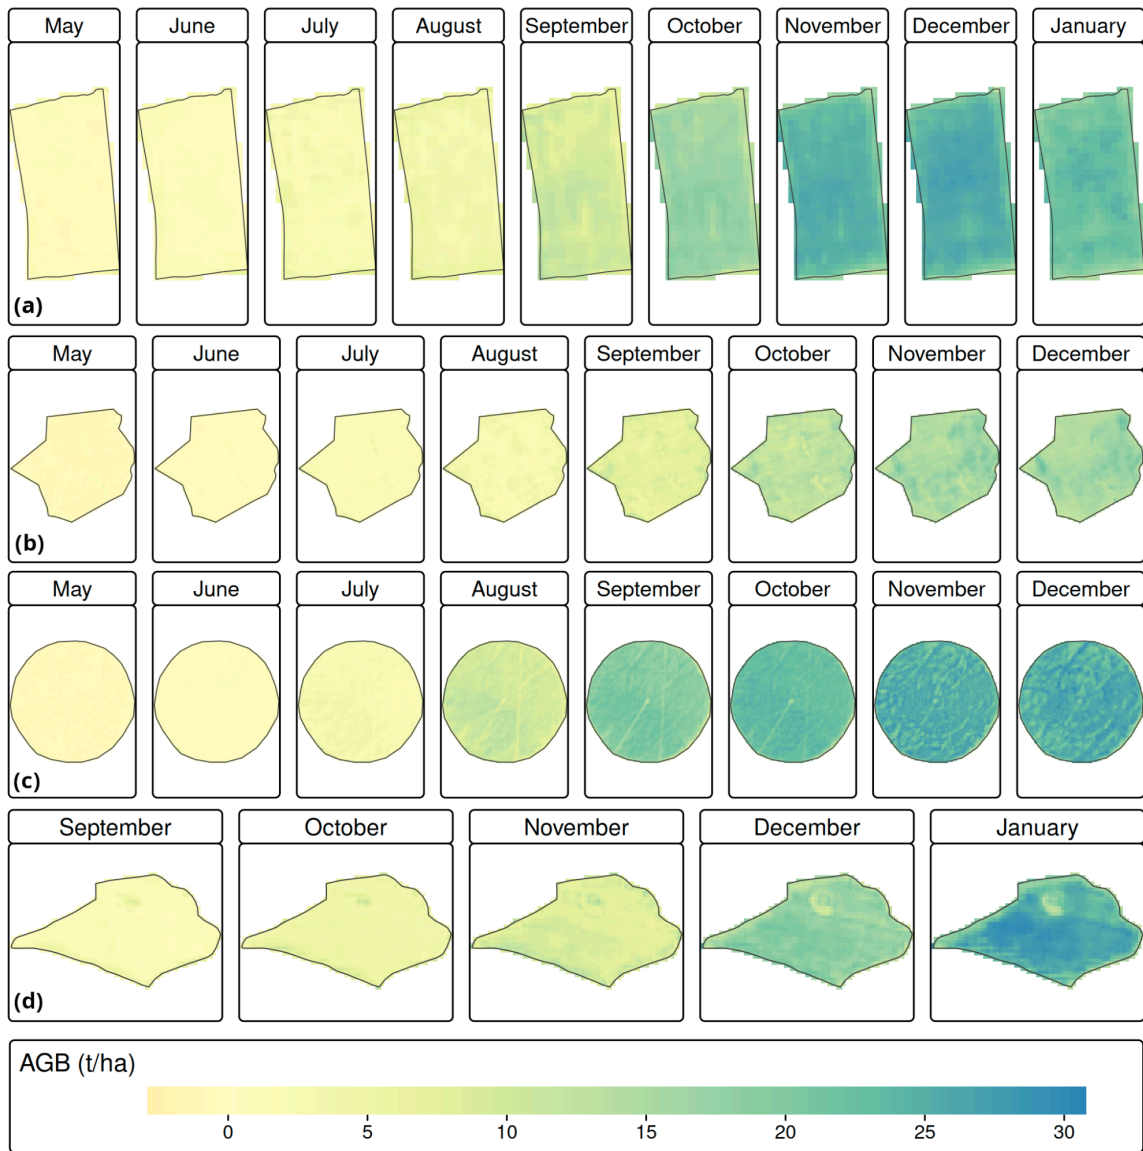 May June July August September October November December January
(a)
May June July August September October November December
(b)
May June July August September October November December
(c)
September October November December January
(d)
AGB (t/ha)
0 5 10 15 20 25 30